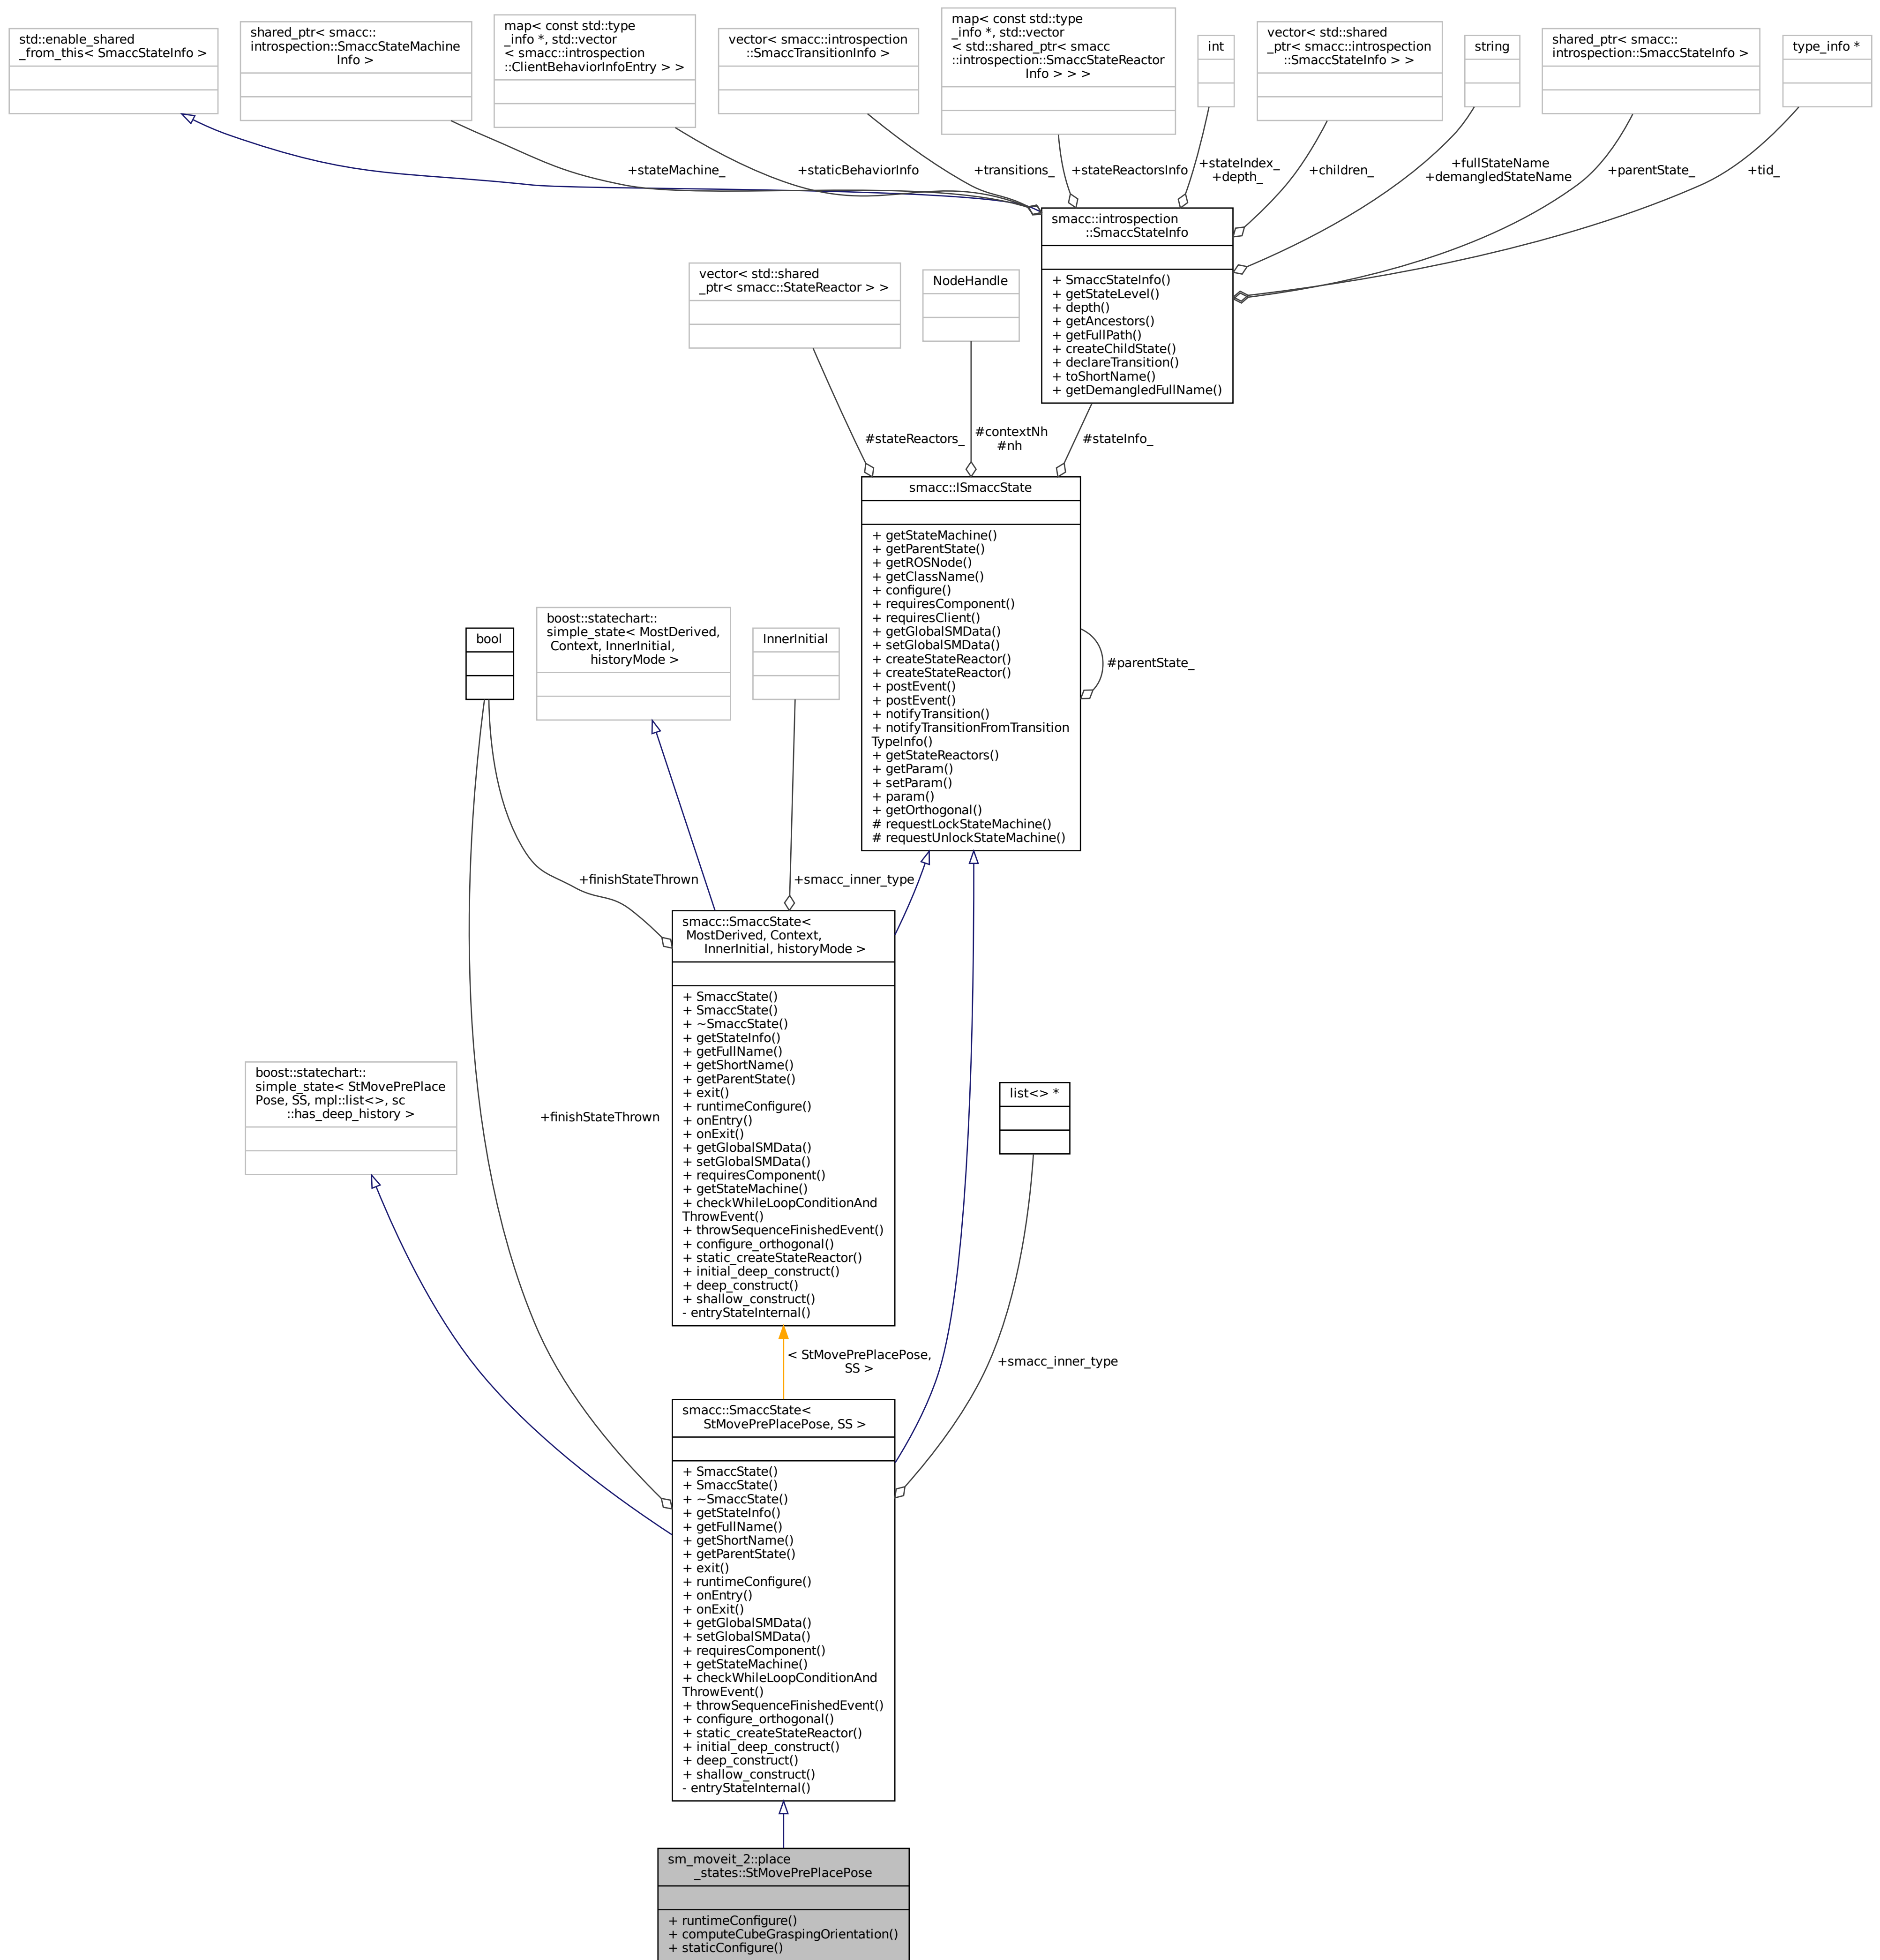 std::enable_shared
_from_this< SmaccStateInfo >
shared_ptr< smacc::
introspection::SmaccStateMachine
Info >
map< const std::type
_info *, std::vector
< smacc::introspection
::ClientBehaviorInfoEntry > >
vector< smacc::introspection
::SmaccTransitionInfo >
map< const std::type
_info *, std::vector
< std::shared_ptr< smacc
::introspection::SmaccStateReactor
Info > > >
int
vector< std::shared
_ptr< smacc::introspection
::SmaccStateInfo > >
string
shared_ptr< smacc::
introspection::SmaccStateInfo >
type_info *
+stateMachine_
+staticBehaviorInfo
+transitions_
+stateReactorsInfo
+stateIndex_
+depth_
+children_
+fullStateName
+demangledStateName
+parentState_
+tid_
smacc::introspection
::SmaccStateInfo
+ SmaccStateInfo()
+ getStateLevel()
+ depth()
+ getAncestors()
+ getFullPath()
+ createChildState()
+ declareTransition()
+ toShortName()
+ getDemangledFullName()
vector< std::shared
_ptr< smacc::StateReactor > >
NodeHandle
#stateReactors_
#contextNh
#nh
#stateInfo_
smacc::ISmaccState
+ getStateMachine()
+ getParentState()
+ getROSNode()
+ getClassName()
+ configure()
+ requiresComponent()
+ requiresClient()
+ getGlobalSMData()
+ setGlobalSMData()
+ createStateReactor()
+ createStateReactor()
+ postEvent()
+ postEvent()
+ notifyTransition()
+ notifyTransitionFromTransition
TypeInfo()
+ getStateReactors()
+ getParam()
+ setParam()
+ param()
+ getOrthogonal()
# requestLockStateMachine()
# requestUnlockStateMachine()
#parentState_
bool
boost::statechart::
simple_state< MostDerived,
Context, InnerInitial,
historyMode >
InnerInitial
+finishStateThrown
+smacc_inner_type
smacc::SmaccState<
MostDerived, Context,
InnerInitial, historyMode >
+ SmaccState()
+ SmaccState()
+ ~SmaccState()
+ getStateInfo()
+ getFullName()
+ getShortName()
+ getParentState()
+ exit()
+ runtimeConfigure()
+ onEntry()
+ onExit()
+ getGlobalSMData()
+ setGlobalSMData()
+ requiresComponent()
+ getStateMachine()
+ checkWhileLoopConditionAnd
ThrowEvent()
+ throwSequenceFinishedEvent()
+ configure_orthogonal()
+ static_createStateReactor()
+ initial_deep_construct()
+ deep_construct()
+ shallow_construct()
- entryStateInternal()
boost::statechart::
simple_state< StMovePrePlace
Pose, SS, mpl::list<>, sc
::has_deep_history >
+finishStateThrown
list<> *
< StMovePrePlacePose,
SS >
+smacc_inner_type
smacc::SmaccState<
StMovePrePlacePose, SS >
+ SmaccState()
+ SmaccState()
+ ~SmaccState()
+ getStateInfo()
+ getFullName()
+ getShortName()
+ getParentState()
+ exit()
+ runtimeConfigure()
+ onEntry()
+ onExit()
+ getGlobalSMData()
+ setGlobalSMData()
+ requiresComponent()
+ getStateMachine()
+ checkWhileLoopConditionAnd
ThrowEvent()
+ throwSequenceFinishedEvent()
+ configure_orthogonal()
+ static_createStateReactor()
+ initial_deep_construct()
+ deep_construct()
+ shallow_construct()
- entryStateInternal()
sm_moveit_2::place
_states::StMovePrePlacePose
+ runtimeConfigure()
+ computeCubeGraspingOrientation()
+ staticConfigure()